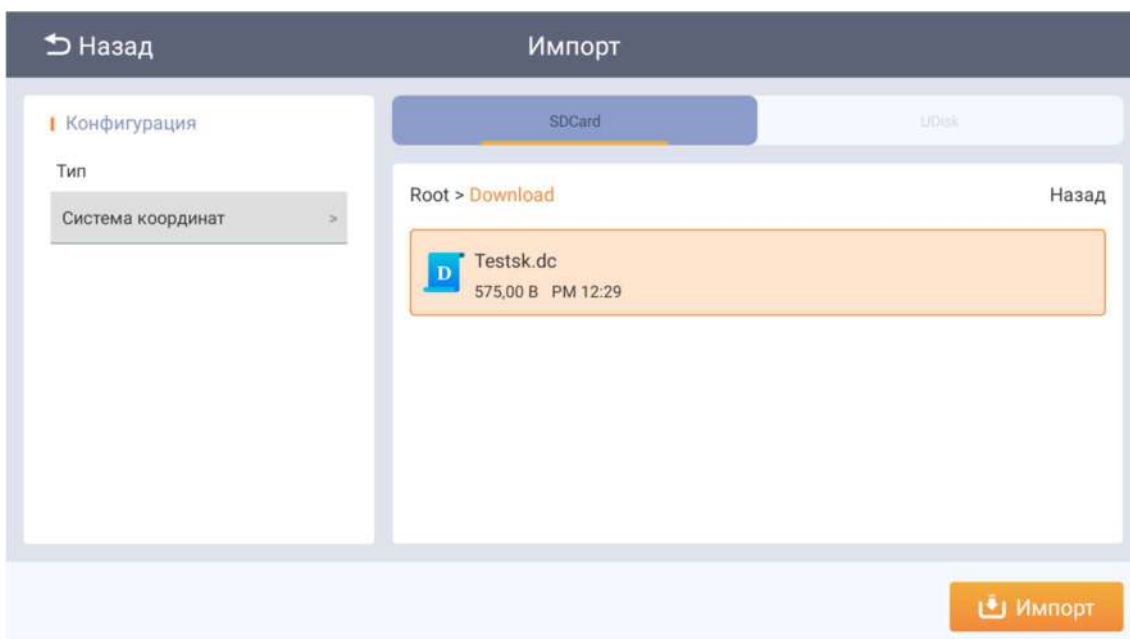 Назад
Импорт
Конфигурация
Тип
Система координат >
SDCard
UDisk
Root > Download
Назад
D
Testsk.dc
575,00 B PM 12:29
Импорт